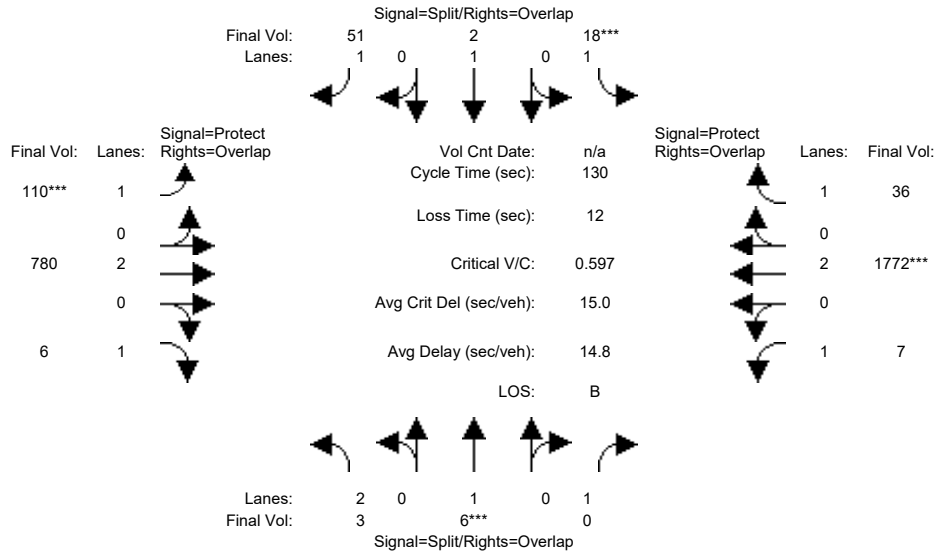 Signal=Split/Rights=Overlap
Final Vol: 51 2 18***
Lanes: 1 0 1 0 1
Signal=Protect
Final Vol: Lanes: Rights=Overlap
Vol Cnt Date: n/a
Signal=Protect
Rights=Overlap Lanes: Final Vol:
Cycle Time (sec): 130
110*** 1
1 36
Loss Time (sec): 12
0
0
780 2
Critical V/C: 0.597
2 1772***
0
Avg Crit Del (sec/veh): 15.0
0
6 1
Avg Delay (sec/veh): 14.8
1 7
LOS: B
Lanes: 2 0 1 0 1
Final Vol: 3 6*** 0
Signal=Split/Rights=Overlap